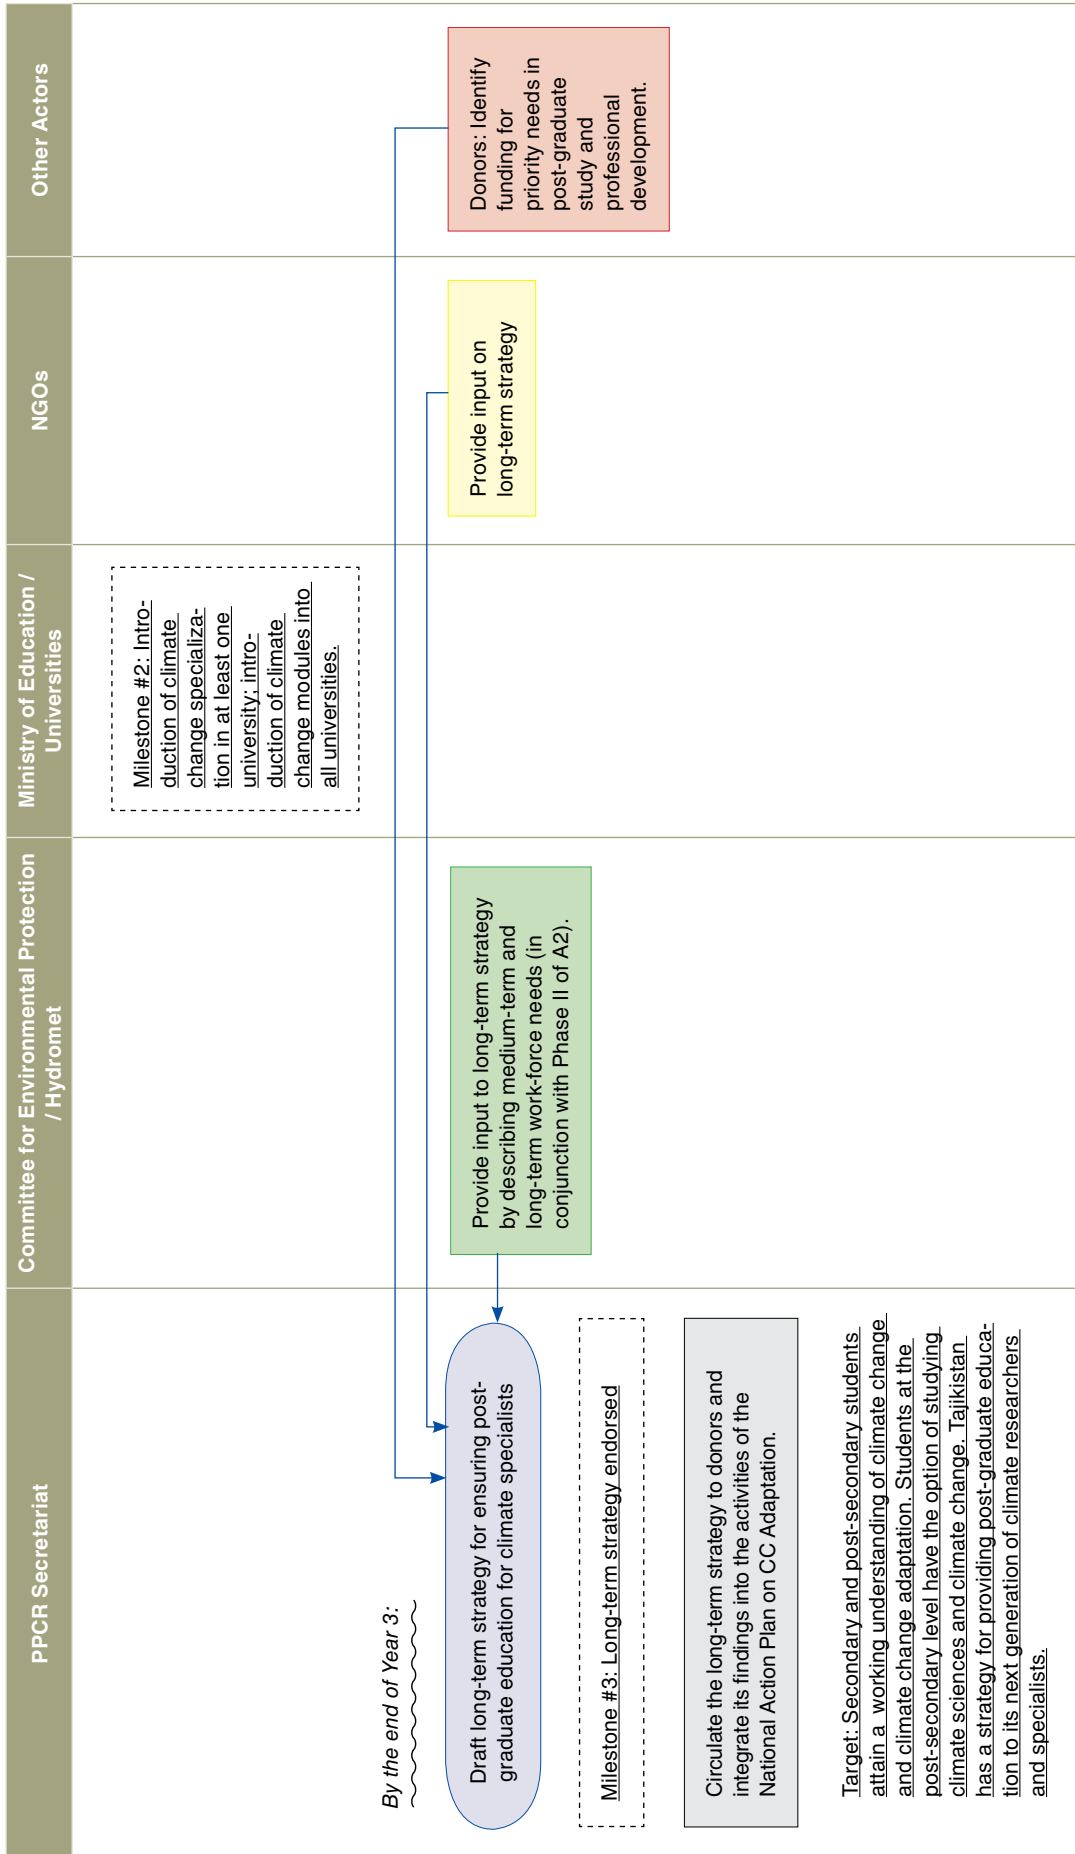 PPCR Secretariat
Committee for Environmental Protection
/ Hydromet
Ministry of Education /
Universities
NGOs
Other Actors
Milestone #2: Intro-
duction of climate
change specializa-
tion in at least one
university; intro-
duction of climate
change modules into
all universities.
By the end of Year 3:
Draft long-term strategy for ensuring post-
graduate education for climate specialists
Provide input to long-term strategy
by describing medium-term and
long-term work-force needs (in
conjunction with Phase II of A2).
Provide input on
long-term strategy
Donors: Identify
funding for
priority needs in
post-graduate
study and
professional
development.
Milestone #3: Long-term strategy endorsed
Circulate the long-term strategy to donors and
integrate its findings into the activities of the
National Action Plan on CC Adaptation.
Target: Secondary and post-secondary students
attain a working understanding of climate change
and climate change adaptation. Students at the
post-secondary level have the option of studying
climate sciences and climate change. Tajikistan
has a strategy for providing post-graduate educa-
tion to its next generation of climate researchers
and specialists.